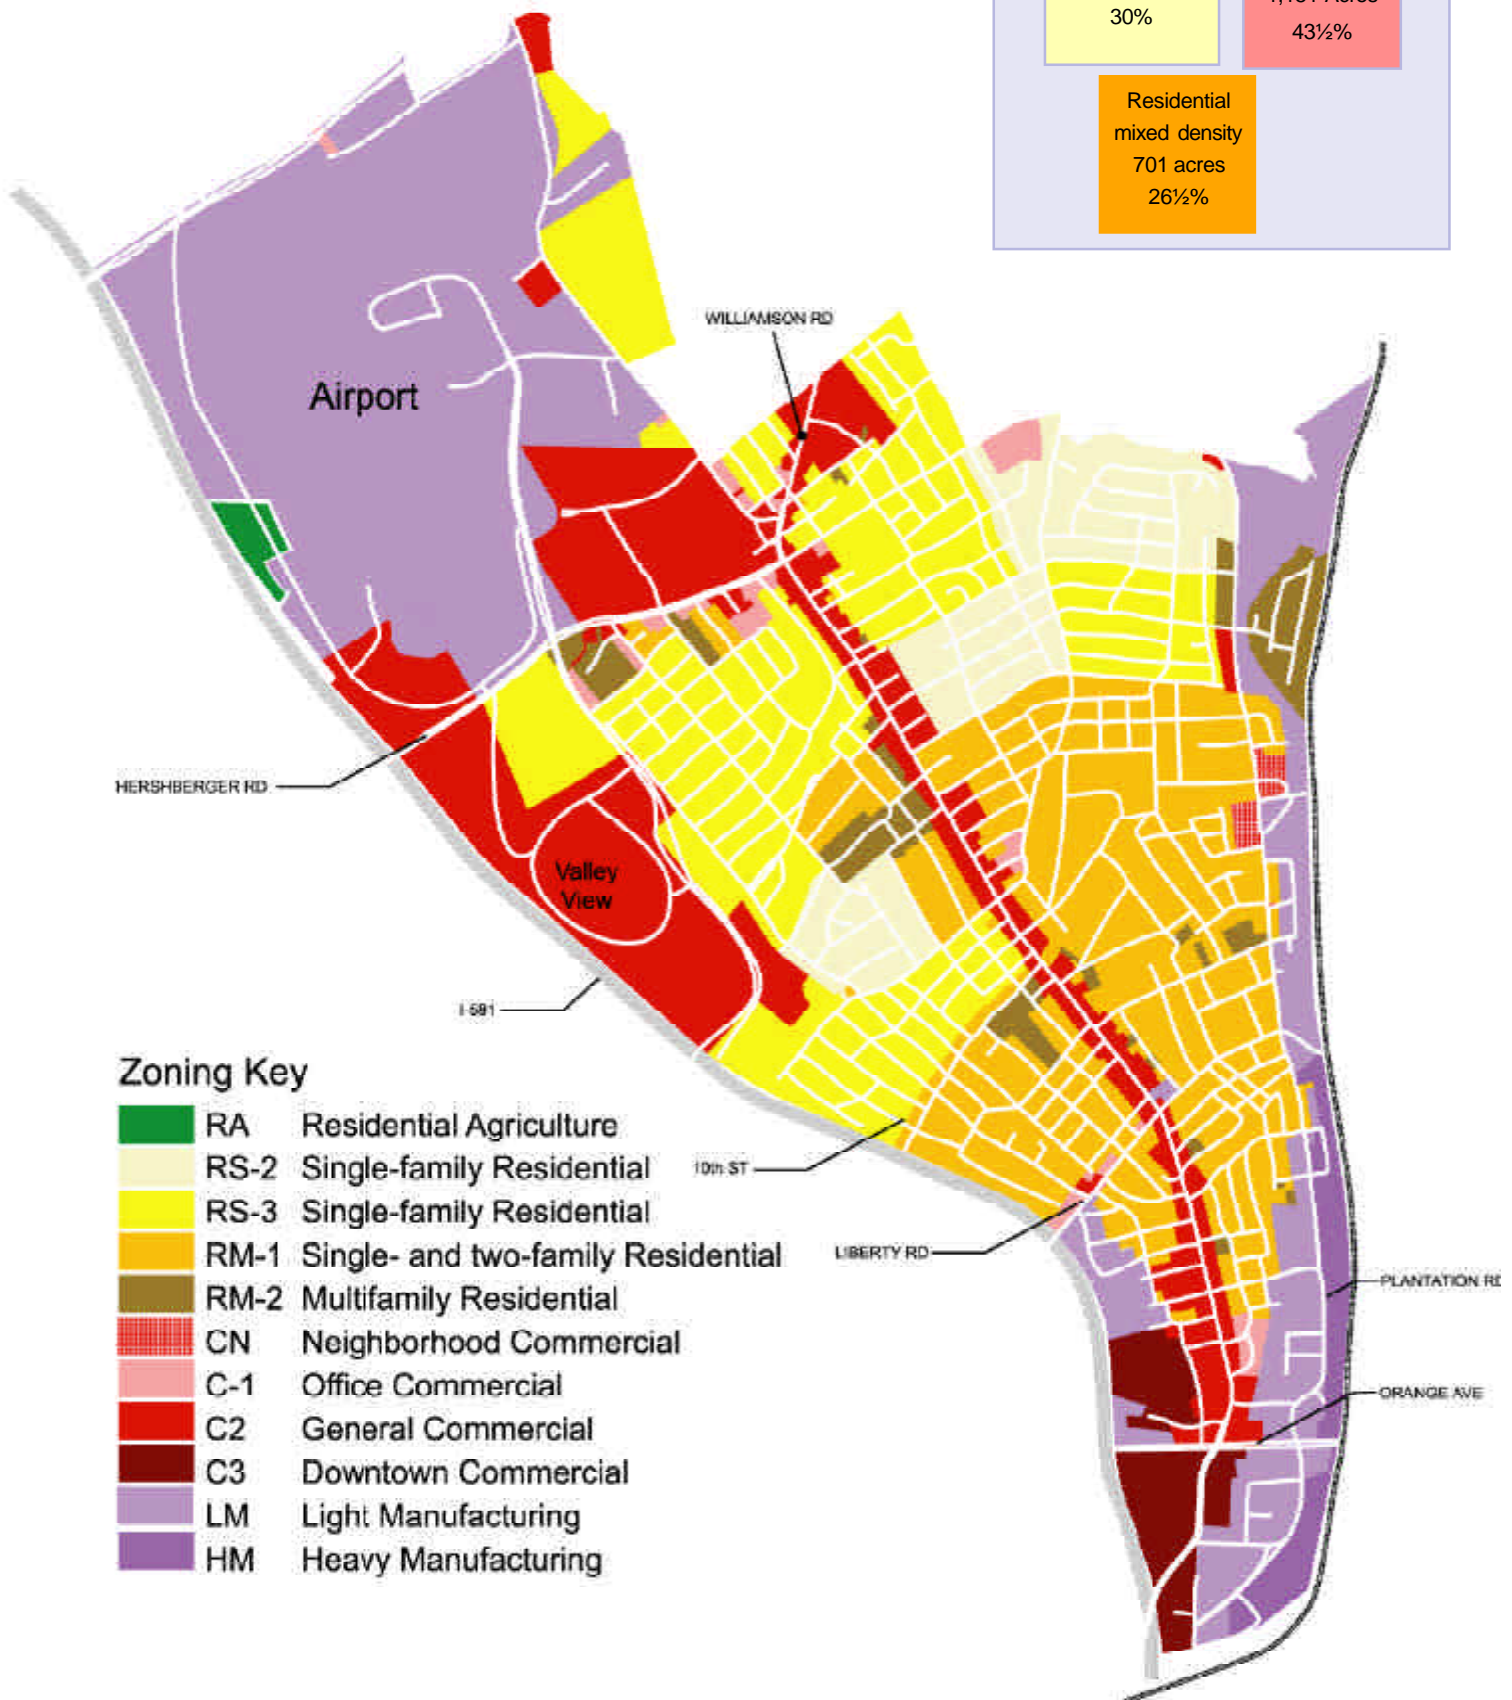 30%
43½%
Residential
mixed density
701 acres
26½%
WILLIAMSON RD
Airport
HERSHBERGER RD
Valley
View
I-581
Zoning Key
RA Residential Agriculture
RS-2 Single-family Residential
RS-3 Single-family Residential
RM-1 Single- and two-family Residential
RM-2 Multifamily Residential
CN Neighborhood Commercial
C-1 Office Commercial
C2 General Commercial
C3 Downtown Commercial
LM Light Manufacturing
HM Heavy Manufacturing
10th ST
LIBERTY RD
PLANTATION RD
ORANGE AVE